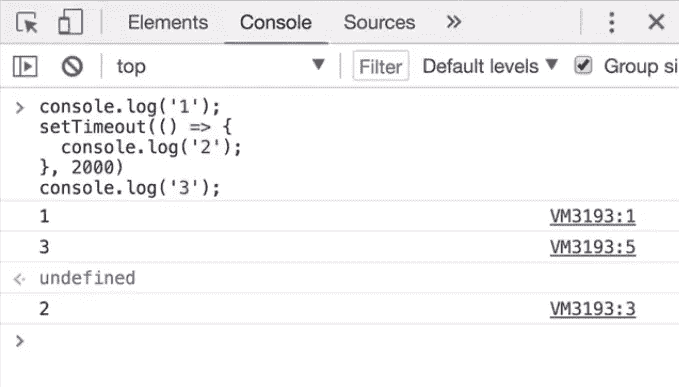 Elements Console Sources »
top Filter Default levels Group si
> console.log('1');
setTimeout(() => {
  console.log('2');
}, 2000)
console.log('3');
1 VM3193:1
3 VM3193:5
undefined
2 VM3193:3
>